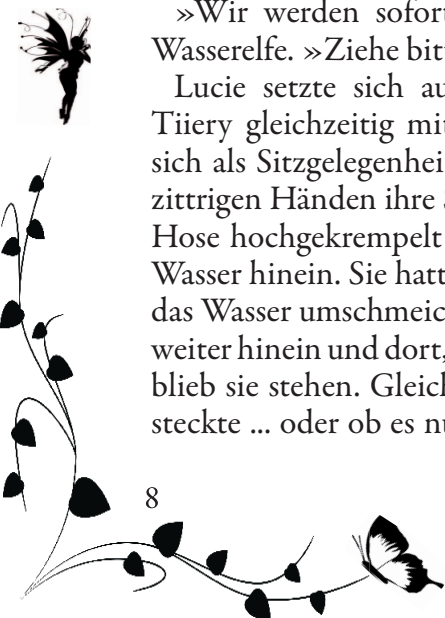 »Wir werden sofort
Wasserelfe. »Ziehe bit
Lucie setzte sich au
Tiiery gleichzeitig mi
sich als Sitzgelegenhei
zittrigen Händen ihre
Hose hochgekrempelt
Wasser hinein. Sie hatt
das Wasser umschmeic
weiter hinein und dort,
blieb sie stehen. Gleich
steckte ... oder ob es nu
8